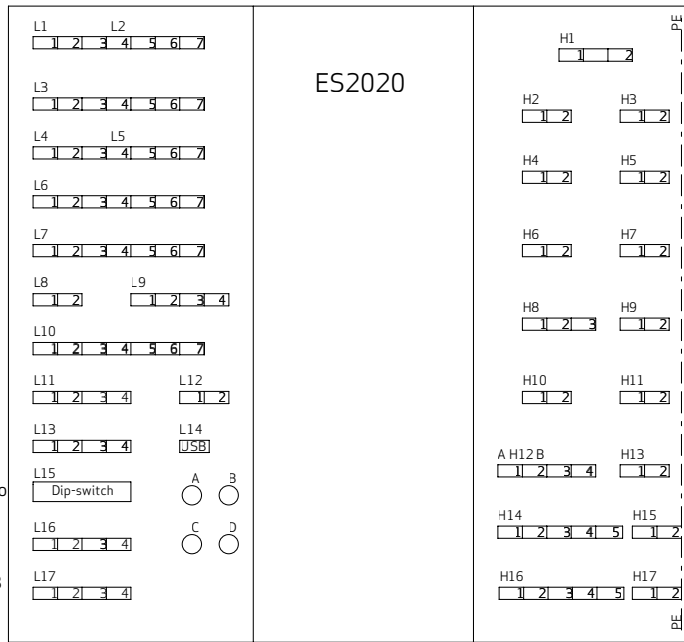 L1 L2
1 2 3 4 5 6 7
L3
1 2 3 4 5 6 7
L4 L5
1 2 3 4 5 6 7
L6
1 2 3 4 5 6 7
L7
1 2 3 4 5 6 7
L8 L9
1 2 1 2 3 4
L10
1 2 3 4 5 6 7
L11 L12
1 2 3 4 1 2
L13 L14
1 2 3 4 USB
L15 A B
Dip-switch
L16 C D
1 2 3 4
L17
1 2 3 4
ES2020
PE
H1
1 2
H2 H3
1 2 1 2
H4 H5
1 2 1 2
H6 H7
1 2 1 2
H8 H9
1 2 3 1 2
H10 H11
1 2 1 2
A H12 B H13
1 2 3 4 1 2
H14 H15
1 2 3 4 5 1 2
H16 H17
1 2 3 4 5 1 2
PE